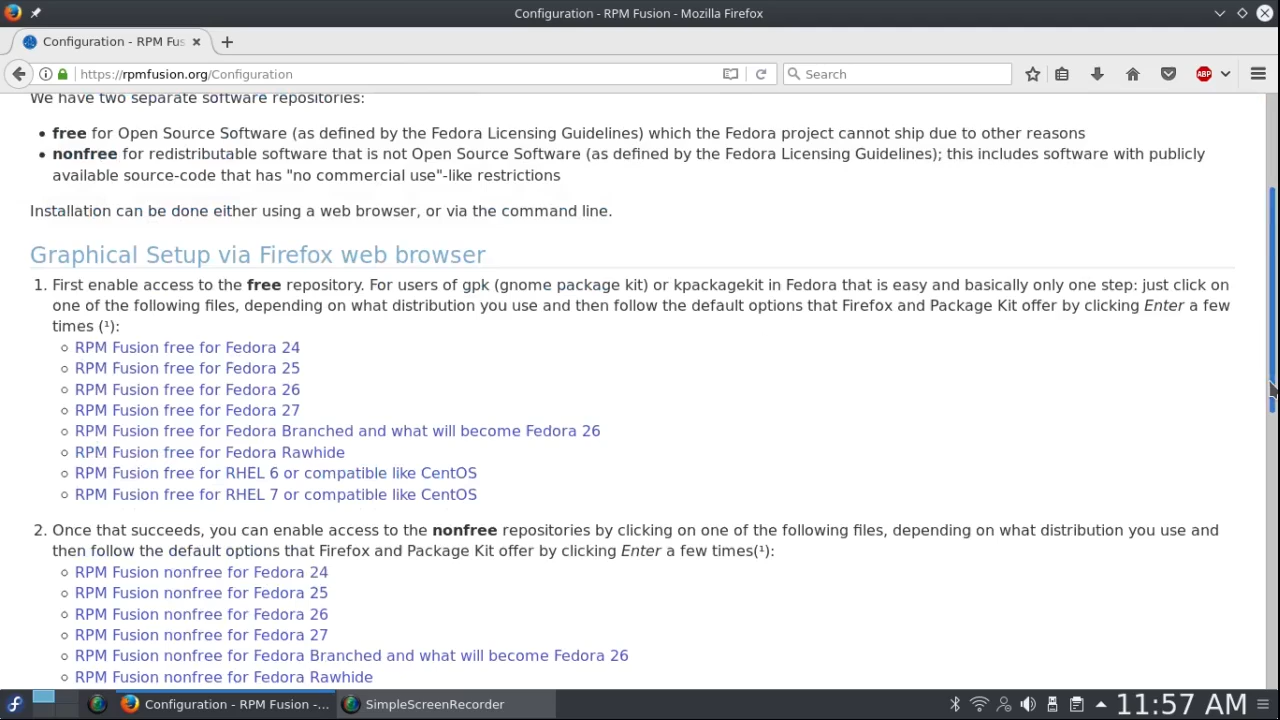 Configuration - RPM Fusion - Mozilla Firefox
Configuration - RPM Fus
https://rpmfusion.org/Configuration
Search
ABP
We have two separate software repositories:
• free for Open Source Software (as defined by the Fedora Licensing Guidelines) which the Fedora project cannot ship due to other reasons
• nonfree for redistributable software that is not Open Source Software (as defined by the Fedora Licensing Guidelines); this includes software with publicly
available source-code that has "no commercial use"-like restrictions
Installation can be done either using a web browser, or via the command line.
Graphical Setup via Firefox web browser
1. First enable access to the free repository. For users of gpk (gnome package kit) or kpackagekit in Fedora that is easy and basically only one step: just click on
one of the following files, depending on what distribution you use and then follow the default options that Firefox and Package Kit offer by clicking Enter a few
times (¹):
RPM Fusion free for Fedora 24
RPM Fusion free for Fedora 25
RPM Fusion free for Fedora 26
RPM Fusion free for Fedora 27
RPM Fusion free for Fedora Branched and what will become Fedora 26
RPM Fusion free for Fedora Rawhide
RPM Fusion free for RHEL 6 or compatible like CentOS
RPM Fusion free for RHEL 7 or compatible like CentOS
2. Once that succeeds, you can enable access to the nonfree repositories by clicking on one of the following files, depending on what distribution you use and
then follow the default options that Firefox and Package Kit offer by clicking Enter a few times(¹):
RPM Fusion nonfree for Fedora 24
RPM Fusion nonfree for Fedora 25
RPM Fusion nonfree for Fedora 26
RPM Fusion nonfree for Fedora 27
RPM Fusion nonfree for Fedora Branched and what will become Fedora 26
RPM Fusion nonfree for Fedora Rawhide
Configuration - RPM Fusion -...
SimpleScreenRecorder
11:57 AM